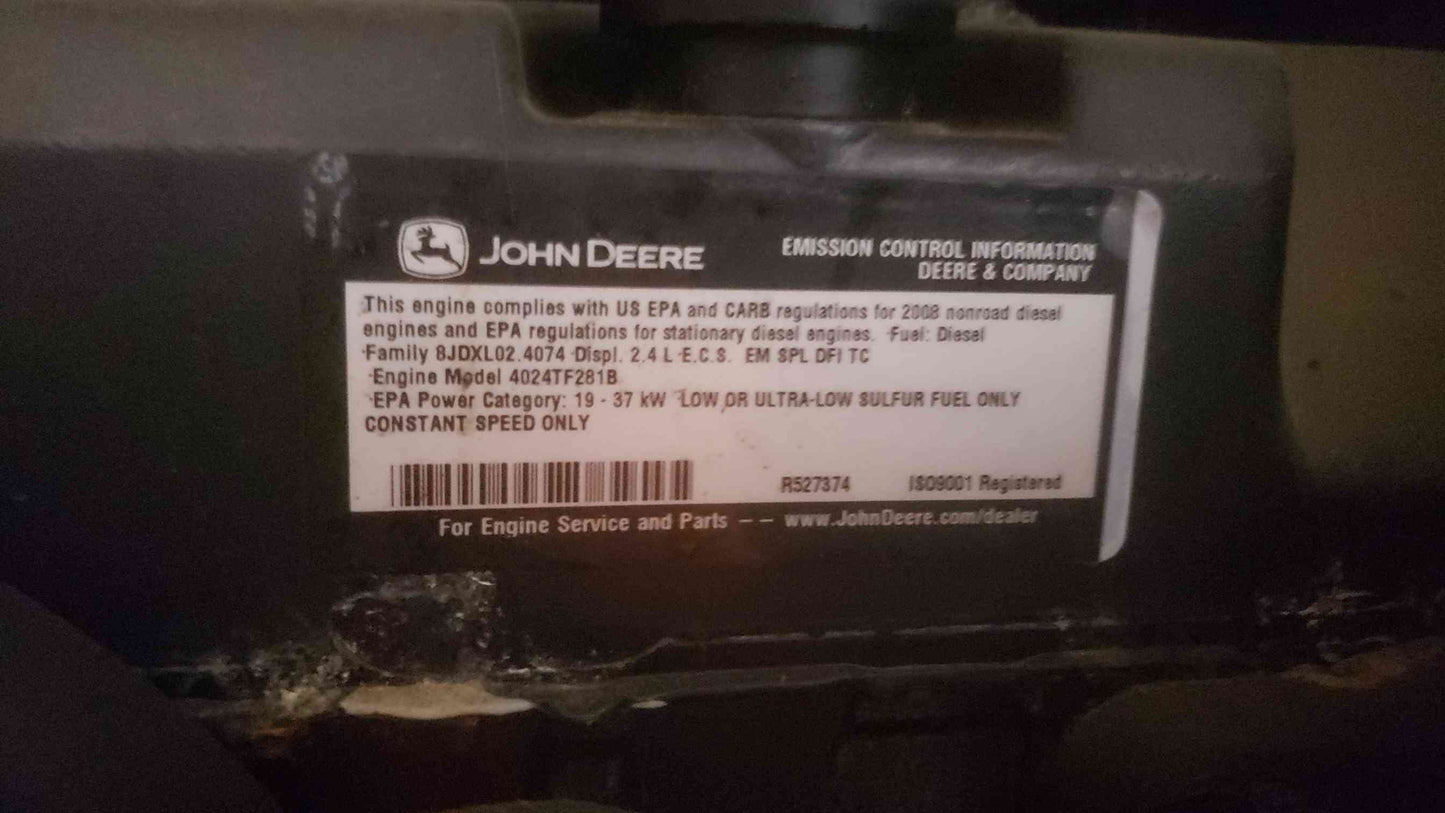 JOHN DEERE
EMISSION CONTROL INFORMATION
DEERE & COMPANY
This engine complies with US EPA and CARB regulations for 2008 nonroad diesel
engines and EPA regulations for stationary diesel engines. Fuel: Diesel
Family 8JDXL02.4074 Displ. 2.4 L E.C.S. EM SPL DFI TC
Engine Model 4024TF281B
EPA Power Category: 19 - 37 kW LOW OR ULTRA-LOW SULFUR FUEL ONLY
CONSTANT SPEED ONLY
R527374 ISO9001 Registered
For Engine Service and Parts -- www.JohnDeere.com/dealer